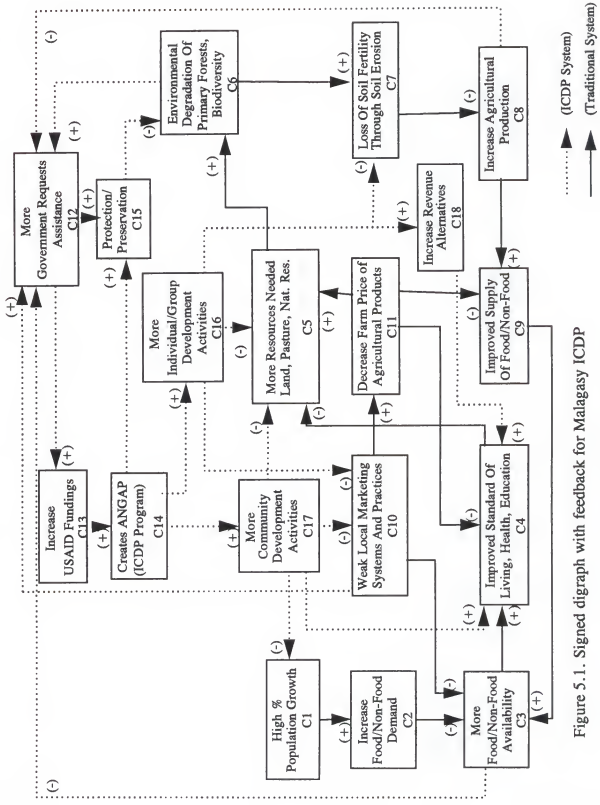 More
Government Requests
Assistance
C12
(-)
(+)
(+)
(+)
Increase
USAID Fundings
C13
(+)
(+)
Creates ANGAP
(ICDP Program)
C14
(+)
Protection/
Preservation
C15
(-)
Environmental
Degradation Of
Primary Forests,
Biodiversity
C6
(+)
(+)
More
Individual/Group
Development
Activities
C16
(+)
(-)
(+)
More
Community
Development
Activities
C17
(-)
(-)
More Resources Needed
Land, Pasture, Nat. Res.
C5
(+)
(-)
Loss Of Soil Fertility
Through Soil Erosion
C7
(-)
High %
Population Growth
C1
(-)
(+)
Weak Local Marketing
Systems And Practices
C10
(-)
(-)
(+)
Decrease Farm Price of
Agricultural Products
C11
(+)
Increase Revenue
Alternatives
C18
(-)
Increase Agricultural
Production
C8
Increase
Food/Non-Food
Demand
C2
(-)
(-)
More
Food/Non-Food
Availability
C3
(+)
(+)
(+)
Improved Standard Of
Living, Health, Education
C4
(-)
(+)
(-)
Improved Supply
Of Food/Non-Food
C9
(+)
(-)
(ICDP System)
(Traditional System)
Figure 5.1. Signed digraph with feedback for Malagasy ICDP